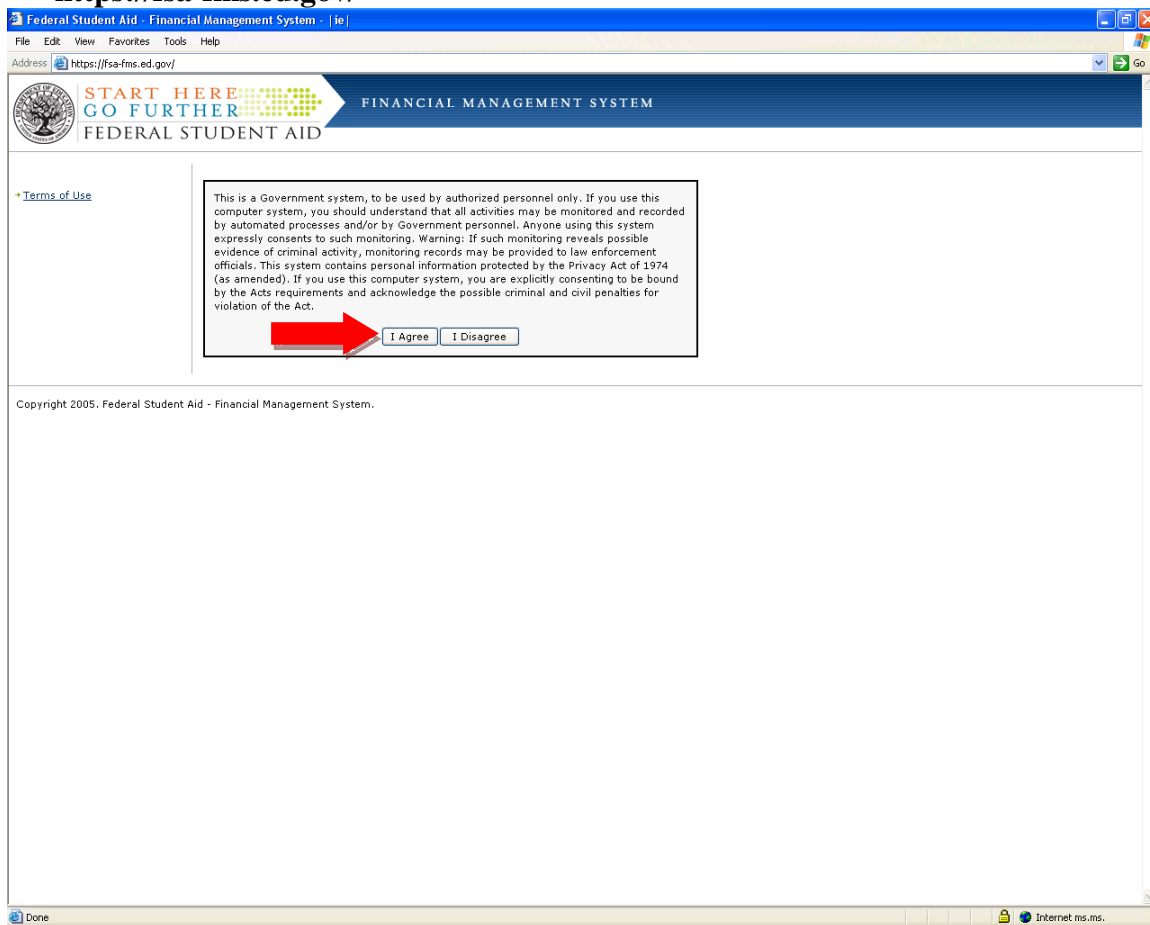 https://fsa-fms.ed.gov/
Federal Student Aid - Financial Management System - |ie|
File Edit View Favorites Tools Help
Address https://fsa-fms.ed.gov/ Go
START HERE
GO FURTHER
FEDERAL STUDENT AID
FINANCIAL MANAGEMENT SYSTEM
Terms of Use
This is a Government system, to be used by authorized personnel only. If you use this
computer system, you should understand that all activities may be monitored and recorded
by automated processes and/or by Government personnel. Anyone using this system
expressly consents to such monitoring. Warning: If such monitoring reveals possible
evidence of criminal activity, monitoring records may be provided to law enforcement
officials. This system contains personal information protected by the Privacy Act of 1974
(as amended). If you use this computer system, you are explicitly consenting to be bound
by the Acts requirements and acknowledge the possible criminal and civil penalties for
violation of the Act.
I Agree I Disagree
Copyright 2005. Federal Student Aid - Financial Management System.
Done Internet ms.ms.